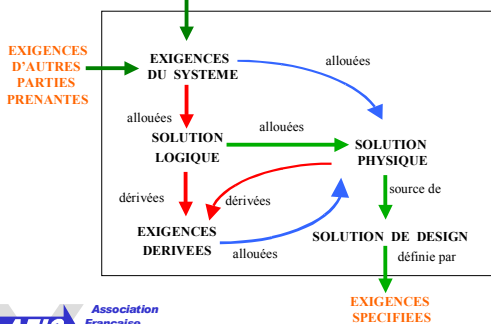 EXIGENCES
D'AUTRES
PARTIES
PRENANTES
EXIGENCES
DU SYSTEME
allouées
allouées
SOLUTION
LOGIQUE
allouées
SOLUTION
PHYSIQUE
dérivées
dérivées
source de
EXIGENCES
DERIVEES
allouées
SOLUTION DE DESIGN
définie par
EXIGENCES
SPECIFIEES
Association
Française